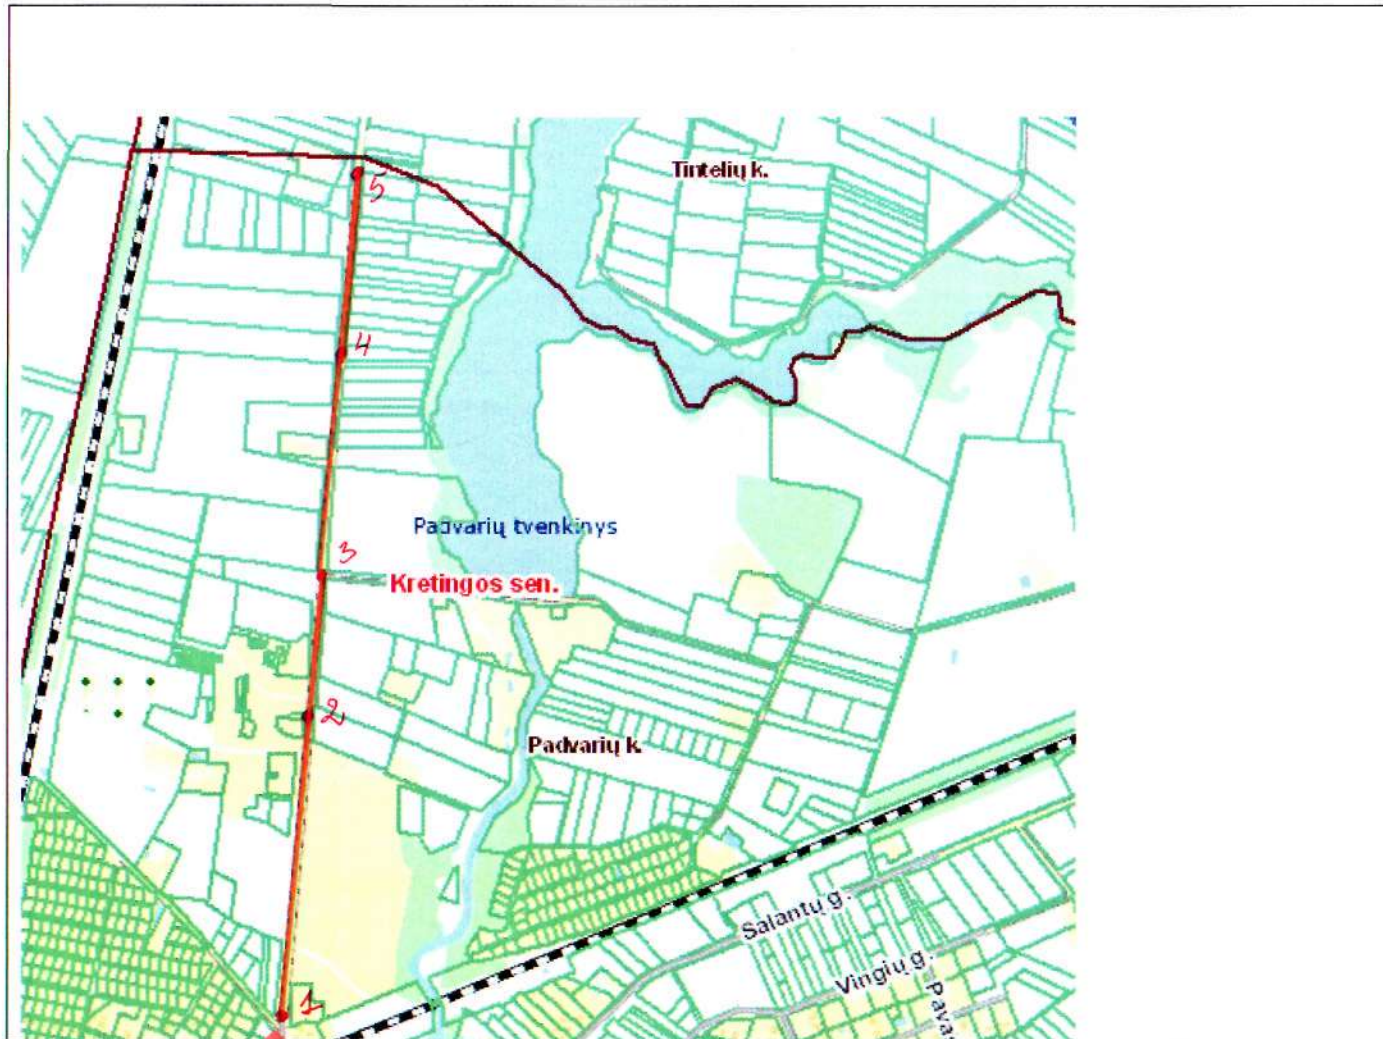 Tintelių k.
5
4
Padvarių tvenkinys
3
Kretingos sen.
2
Padvarių k.
Salantų g.
Vingių g.
1